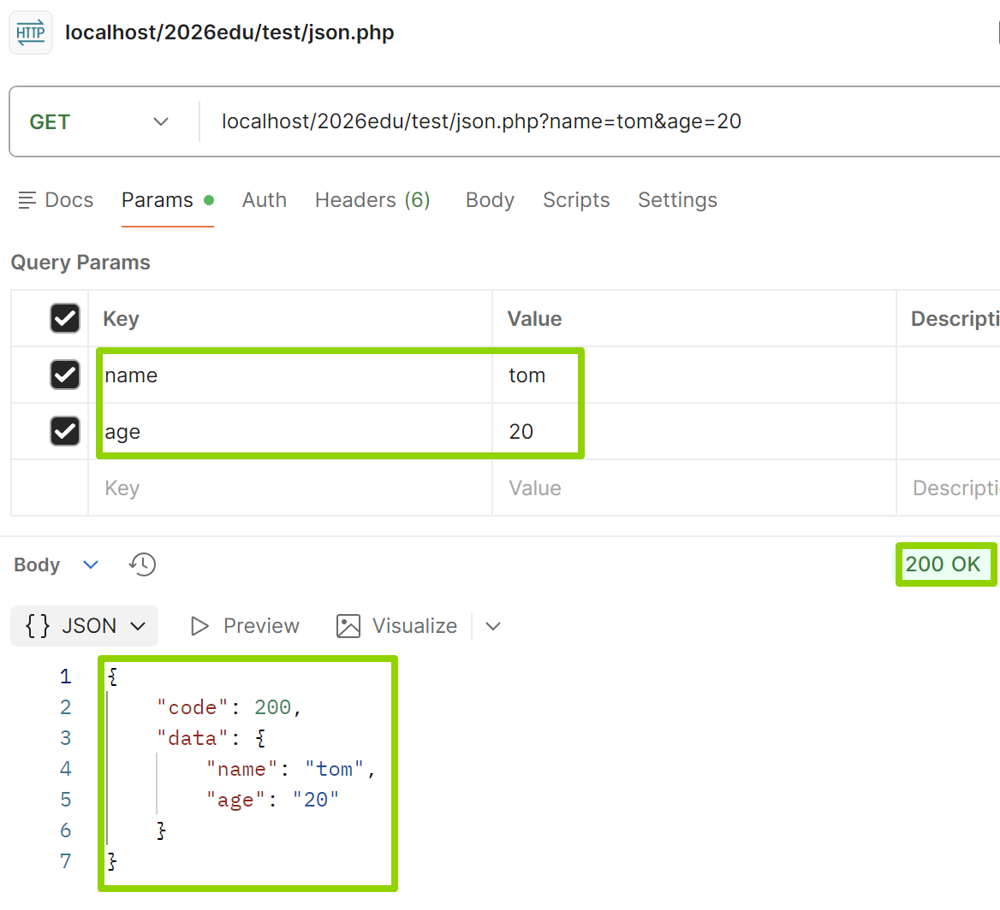 HTTP
localhost/2026edu/test/json.php
GET
localhost/2026edu/test/json.php?name=tom&age=20
Docs Params Auth Headers (6) Body Scripts Settings
Query Params
Key Value Descripti
name tom
age 20
Key Value Descripti
Body 200 OK
{ } JSON Preview Visualize
1 {
2 "code": 200,
3 "data": {
4 "name": "tom",
5 "age": "20"
6 }
7 }